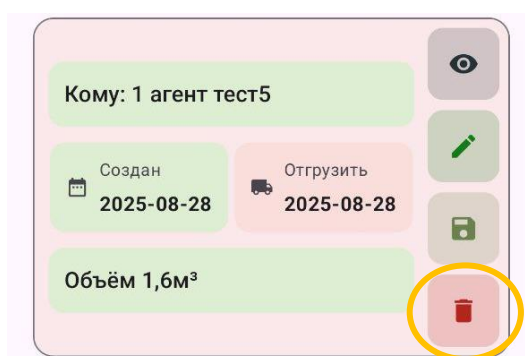 Кому: 1 агент тест5
Создан
2025-08-28
Отгрузить
2025-08-28
Объём 1,6м³